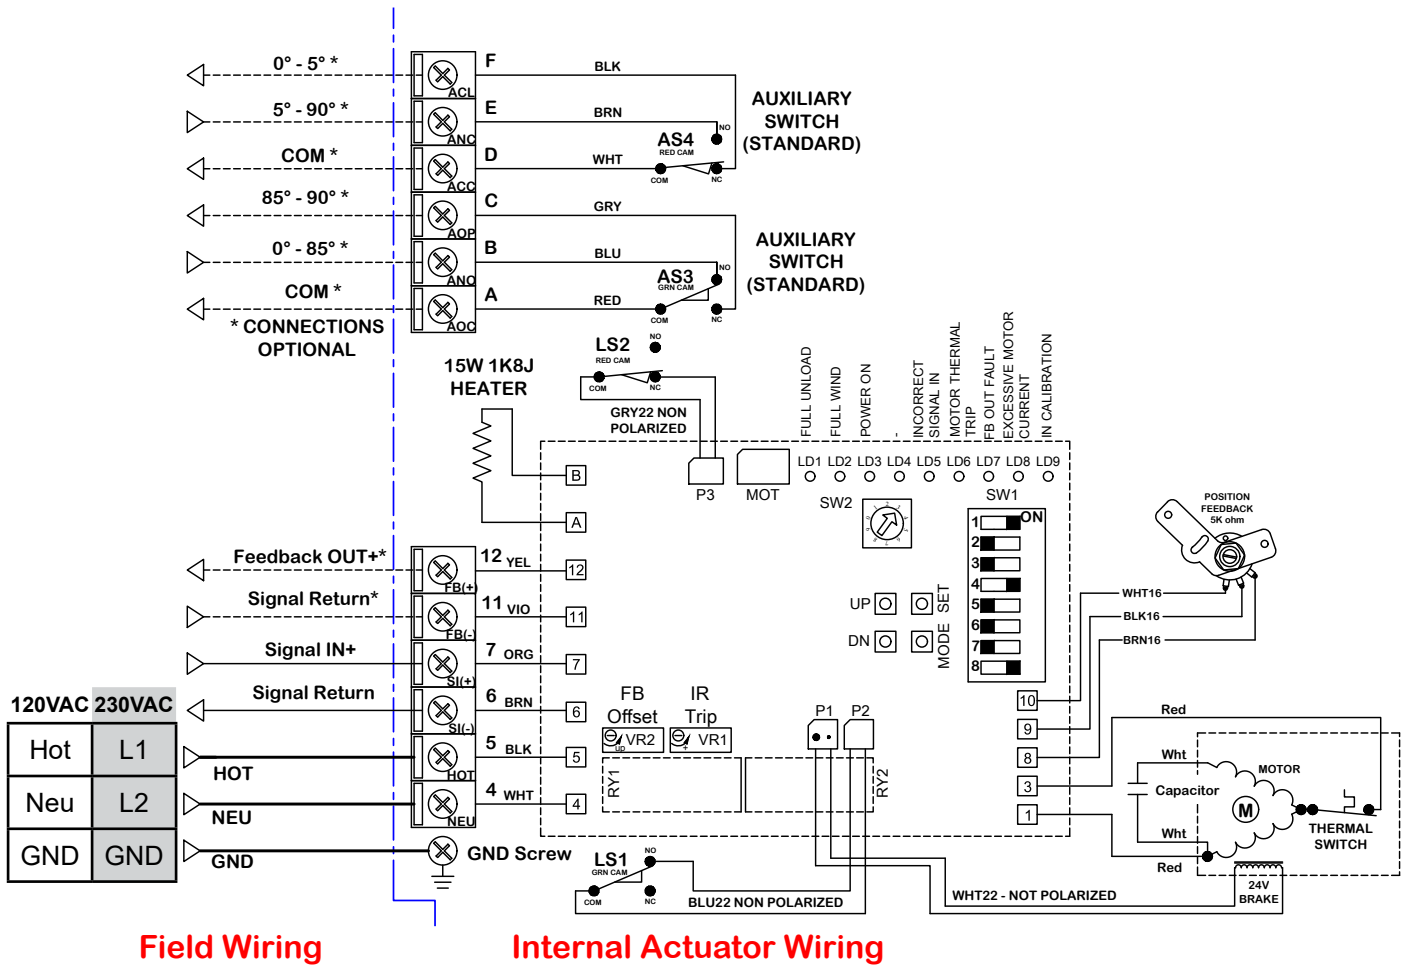 0° - 5° *
F
ACL
BLK
5° - 90° *
E
ANC
BRN
NO
AUXILIARY
SWITCH
(STANDARD)
AS4
RED CAM
COM *
D
ACC
WHT
COM
NC
85° - 90° *
C
AOP
GRY
0° - 85° *
B
ANO
BLU
NO
AUXILIARY
SWITCH
(STANDARD)
AS3
GRN CAM
COM *
A
AOC
RED
COM
NC
* CONNECTIONS
OPTIONAL
LS2
RED CAM
NO
COM
NC
15W 1K8J
HEATER
GRY22 NON
POLARIZED
FULL UNLOAD
FULL WIND
POWER ON
-
INCORRECT
SIGNAL IN
MOTOR THERMAL
TRIP
FB OUT FAULT
EXCESSIVE MOTOR
CURRENT
IN CALIBRATION
LD1 LD2 LD3 LD4 LD5 LD6 LD7 LD8 LD9
B
A
P3
MOT
SW2
SW1
ON
1
2
3
4
5
6
7
8
UP
SET
DN
MODE
POSITION
FEEDBACK
5K ohm
WHT16
BLK16
BRN16
Feedback OUT+*
12
FB(+)
YEL
12
Signal Return*
11
FB(-)
VIO
11
Signal IN+
7
SI(+)
ORG
7
Signal Return
6
SI(-)
BRN
6
120VAC 230VAC
Hot L1
Neu L2
GND GND
HOT
5
HOT
BLK
5
NEU
4
NEU
WHT
4
GND
GND Screw
FB
Offset
VR2
up
IR
Trip
VR1
+
P1
P2
RY1
RY2
10
9
8
3
1
Red
Wht
Capacitor
Wht
Red
MOTOR
M
THERMAL
SWITCH
24V
BRAKE
LS1
GRN CAM
NO
COM
NC
BLU22 NON POLARIZED
WHT22 - NOT POLARIZED
Field Wiring
Internal Actuator Wiring